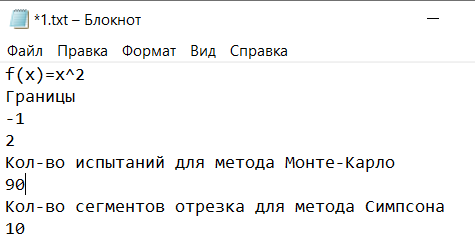 *1.txt – Блокнот
Файл Правка Формат Вид Справка
f(x)=x^2
Границы
-1
2
Кол-во испытаний для метода Монте-Карло
90
Кол-во сегментов отрезка для метода Симпсона
10